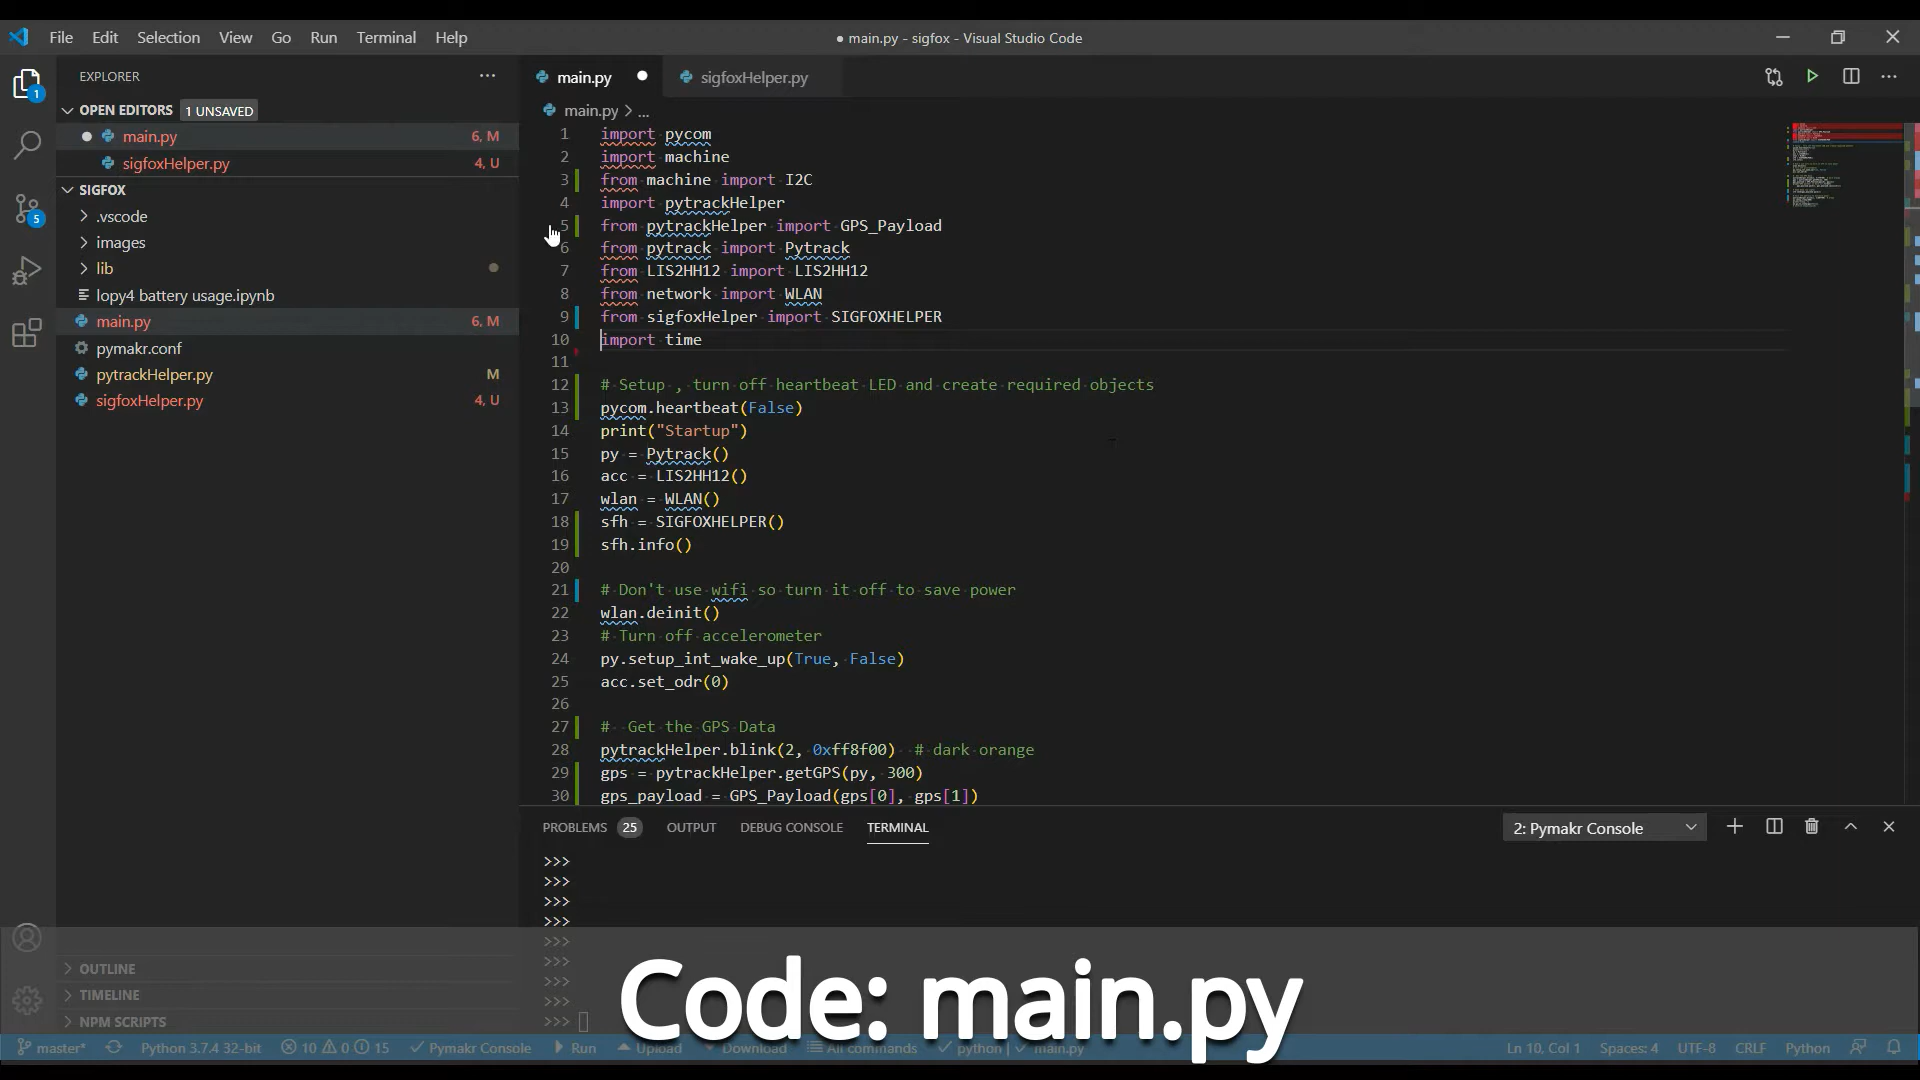 File Edit Selection View Go Run Terminal Help
● main.py - sigfox - Visual Studio Code
EXPLORER
OPEN EDITORS 1 UNSAVED
main.py 6, M
sigfoxHelper.py 4, U
SIGFOX
.vscode
images
lib
lopy4 battery usage.ipynb
main.py 6, M
pymakr.conf
pytrackHelper.py M
sigfoxHelper.py 4, U
OUTLINE
TIMELINE
NPM SCRIPTS
1
5
main.py sigfoxHelper.py
main.py > ...
1 import pycom
2 import machine
3 from machine import I2C
4 import pytrackHelper
5 from pytrackHelper import GPS_Payload
6 from pytrack import Pytrack
7 from LIS2HH12 import LIS2HH12
8 from network import WLAN
9 from sigfoxHelper import SIGFOXHELPER
10 import time
11
12 # Setup , turn off heartbeat LED and create required objects
13 pycom.heartbeat(False)
14 print("Startup")
15 py = Pytrack()
16 acc = LIS2HH12()
17 wlan = WLAN()
18 sfh = SIGFOXHELPER()
19 sfh.info()
20
21 # Don't use wifi so turn it off to save power
22 wlan.deinit()
23 # Turn off accelerometer
24 py.setup_int_wake_up(True, False)
25 acc.set_odr(0)
26
27 #  Get the GPS Data
28 pytrackHelper.blink(2, 0xff8f00)  # dark orange
29 gps = pytrackHelper.getGPS(py, 300)
30 gps_payload = GPS_Payload(gps[0], gps[1])
PROBLEMS 25 OUTPUT DEBUG CONSOLE TERMINAL 2: Pymakr Console
>>>
>>>
>>>
>>>
>>>
>>>
>>>
>>>
>>>
Code: main.py
master* Python 3.7.4 32-bit 10 0 15 Pymakr Console Run Upload Download All commands python | main.py Ln 10, Col 1 Spaces: 4 UTF-8 CRLF Python